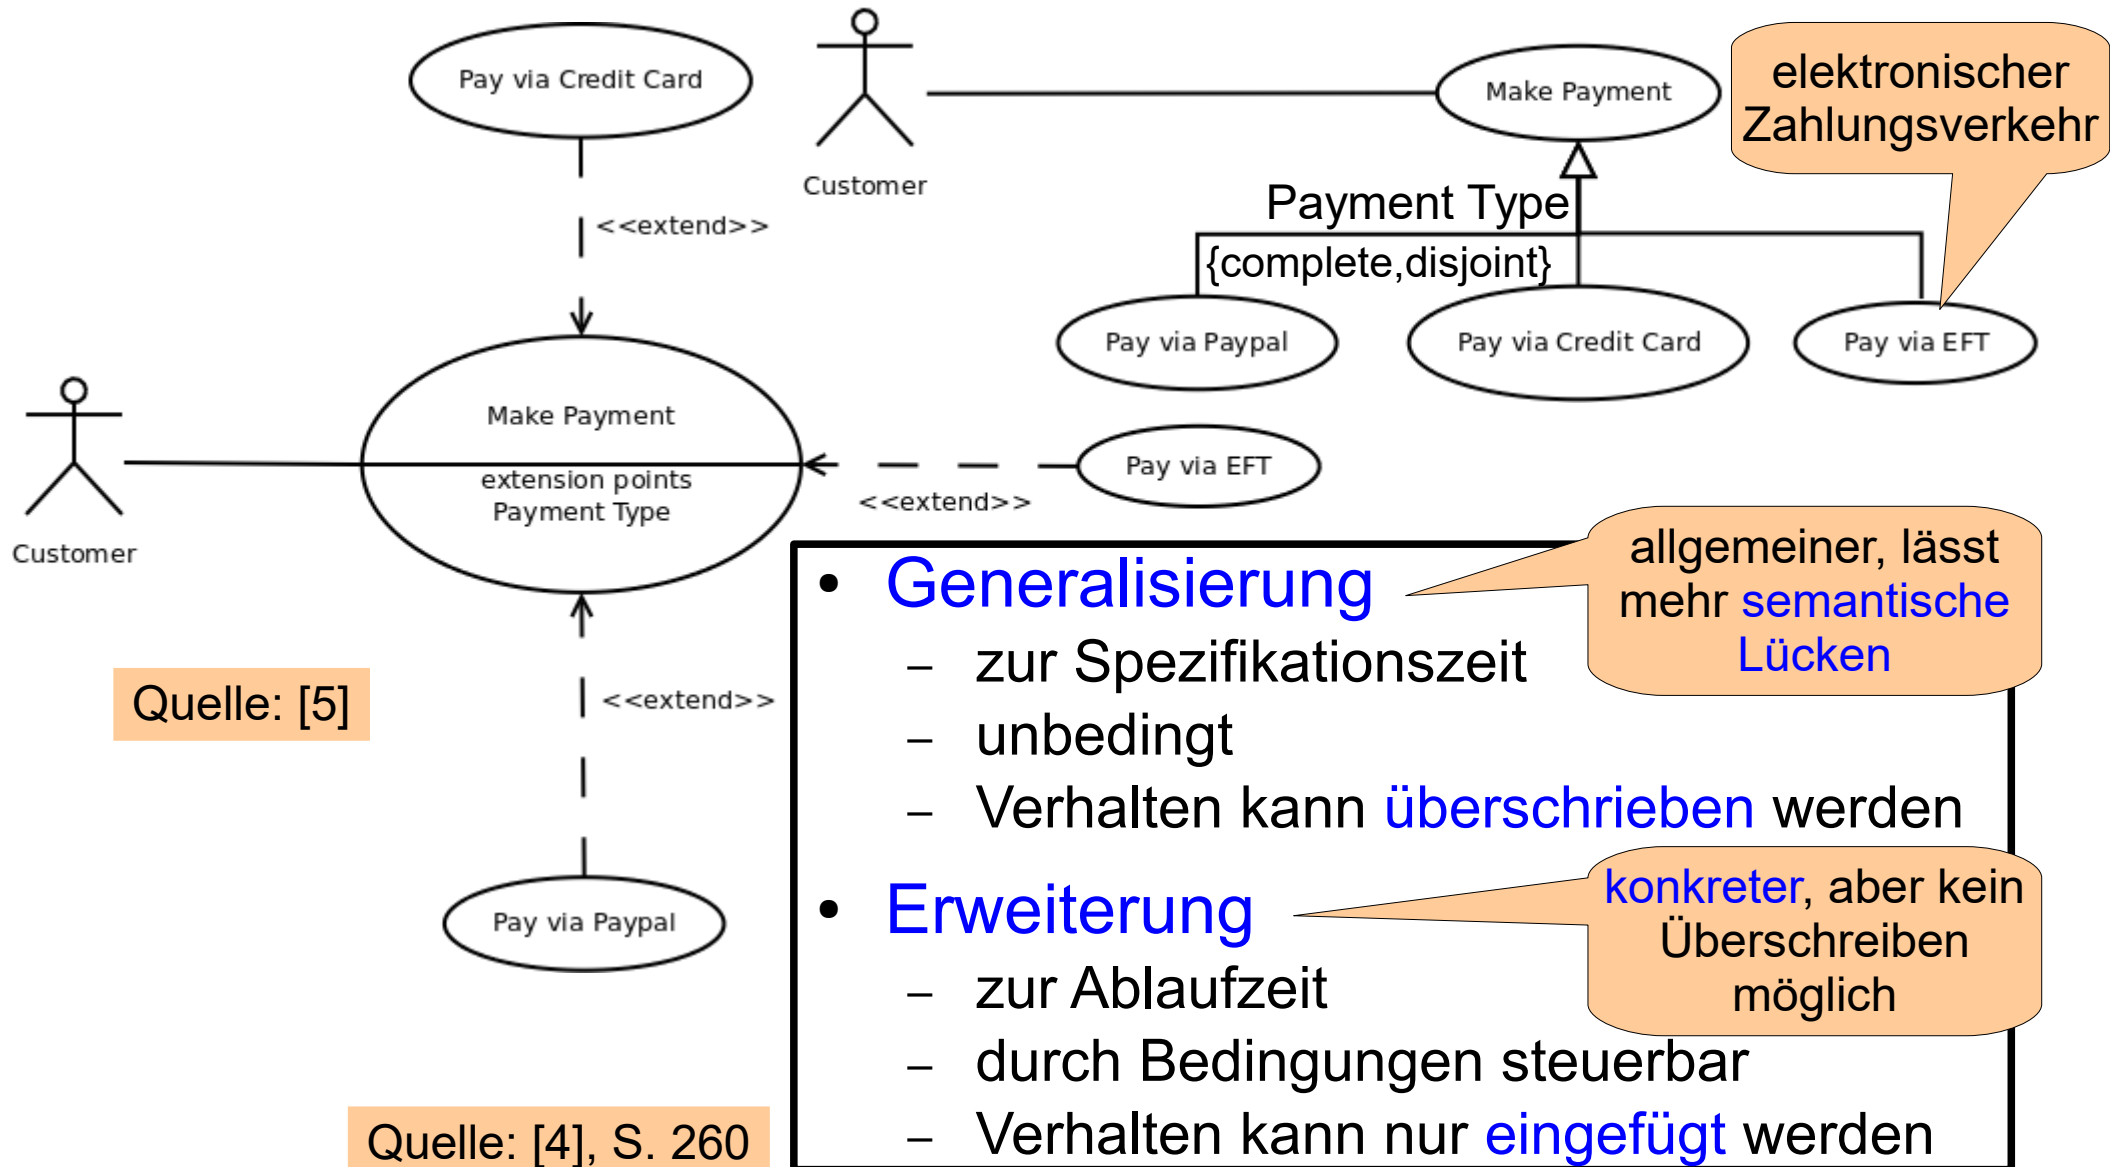 Pay via Credit Card
<<extend>>
Customer
Make Payment
elektronischer
Zahlungsverkehr
Payment Type
{complete,disjoint}
Pay via Paypal
Pay via Credit Card
Pay via EFT
Make Payment
extension points
Payment Type
Customer
Pay via EFT
<<extend>>
Quelle: [5]
<<extend>>
Pay via Paypal
Quelle: [4], S. 260
• Generalisierung
– zur Spezifikationszeit
– unbedingt
– Verhalten kann überschrieben werden
allgemeiner, lässt
mehr semantische
Lücken
• Erweiterung
– zur Ablaufzeit
– durch Bedingungen steuerbar
– Verhalten kann nur eingefügt werden
konkreter, aber kein
Überschreiben
möglich